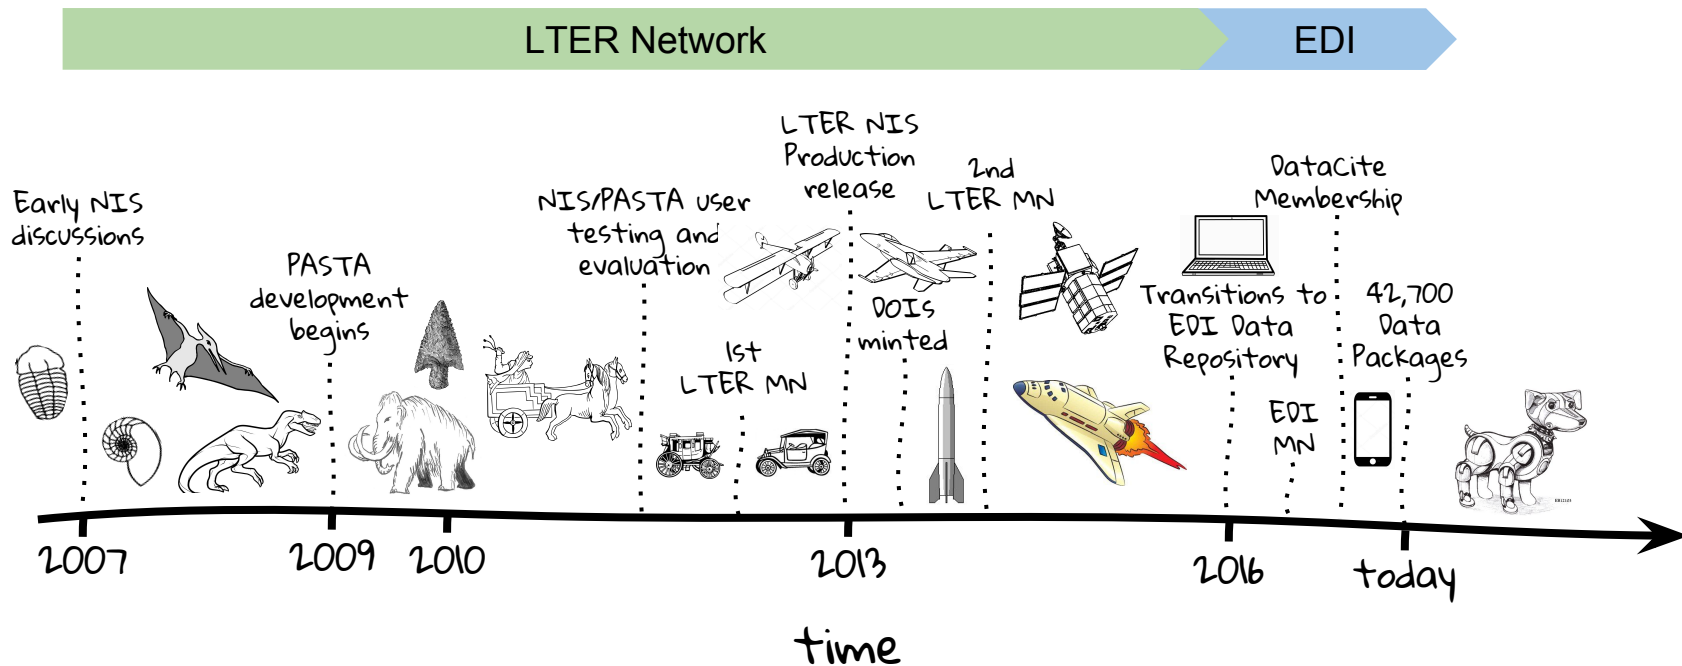 LTER Network
EDI
Early NIS
discussions
PASTA
development
begins
NIS/PASTA user
testing and
evaluation
1st
LTER MN
LTER NIS
Production
release
DOIs
minted
2nd
LTER MN
Transitions to
EDI Data
Repository
EDI
MN
DataCite
Membership
42,700
Data
Packages
2007
2009
2010
2013
2016
today
time